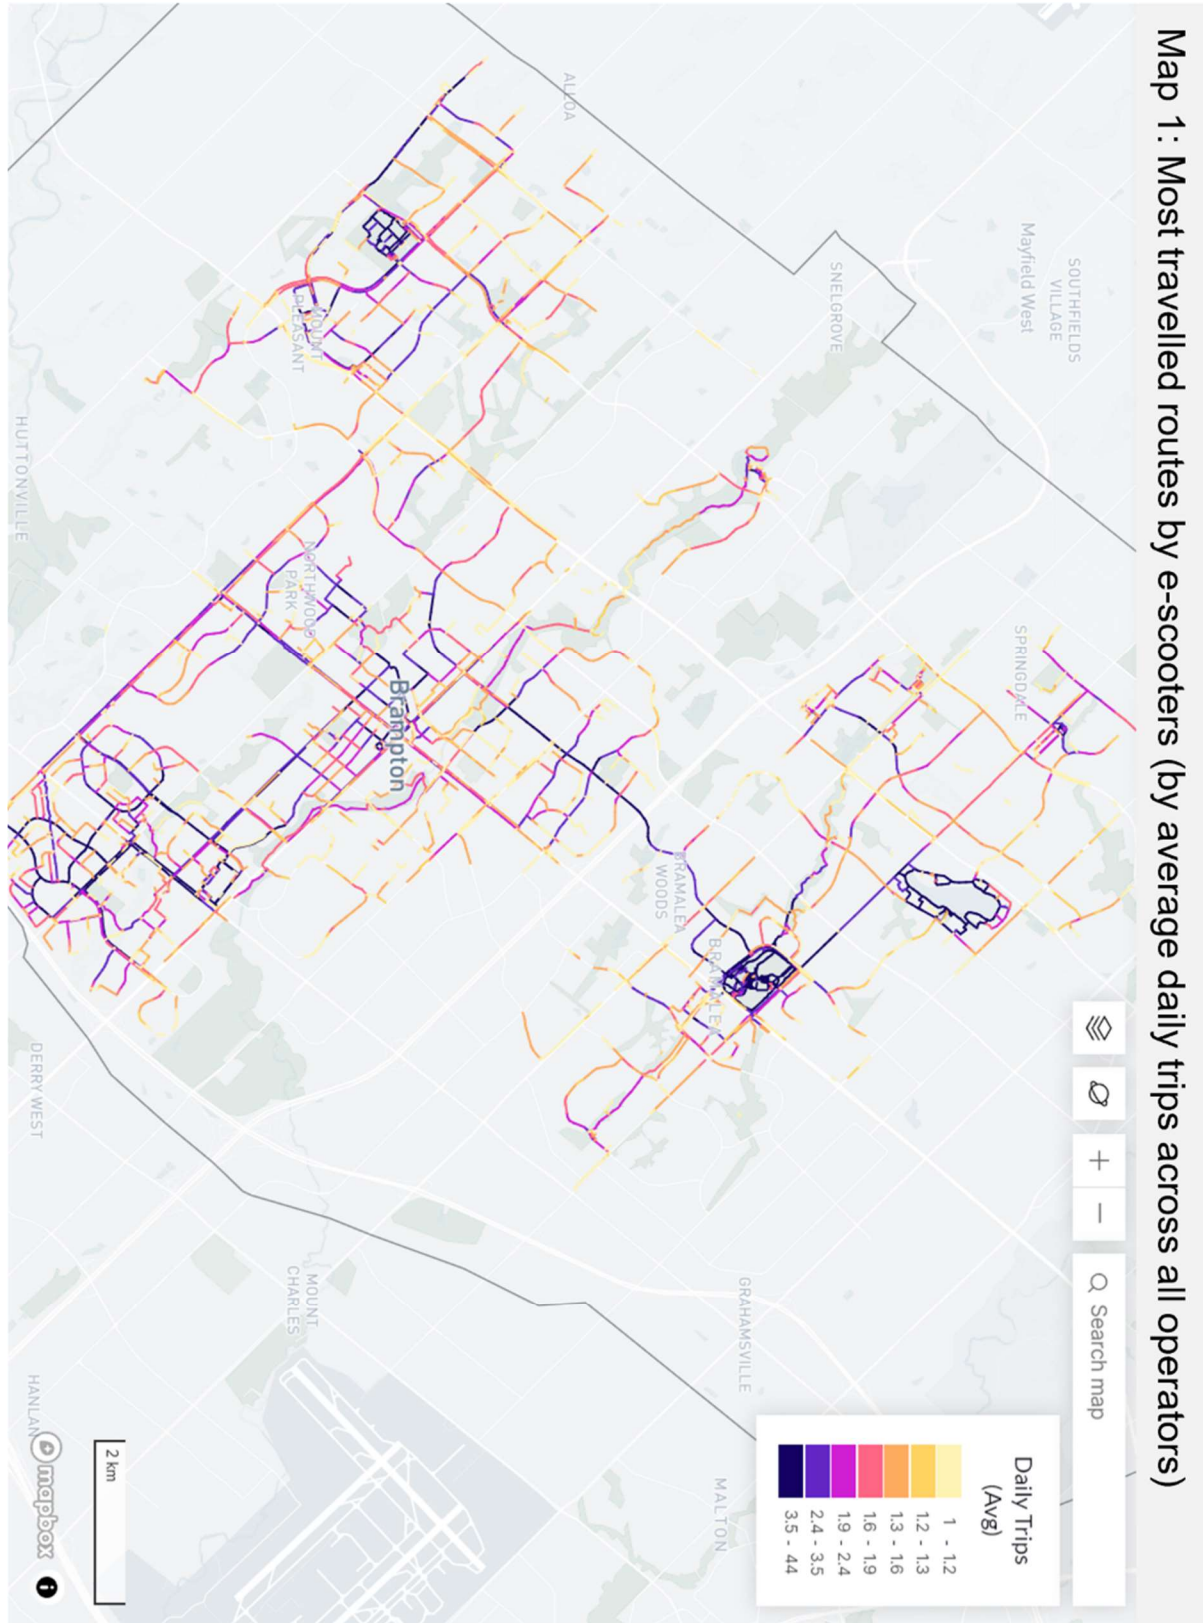 Map 1: Most travelled routes by e-scooters (by average daily trips across all operators)
Search map
SOUTHFIELDS
VILLAGE
Mayfield West
SNELGROVE
ALLOA
SPRINGDALE
MOUNT
PLEASANT
HUTTONVILLE
NORTHWOOD
PARK
Brampton
BRAMALEA
WOODS
BRAMALEA
DERRY WEST
MOUNT
CHARLES
GRAHAMSVILLE
MALTON
HANLAN
Daily Trips
(Avg)
1 - 1.2
1.2 - 1.3
1.3 - 1.6
1.6 - 1.9
1.9 - 2.4
2.4 - 3.5
3.5 - 44
2 km
mapbox